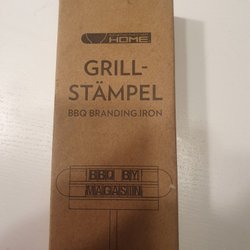 HOME
GRILL-
STÄMPEL
BBQ BRANDING IRON
BBQ BY
MAGASIN